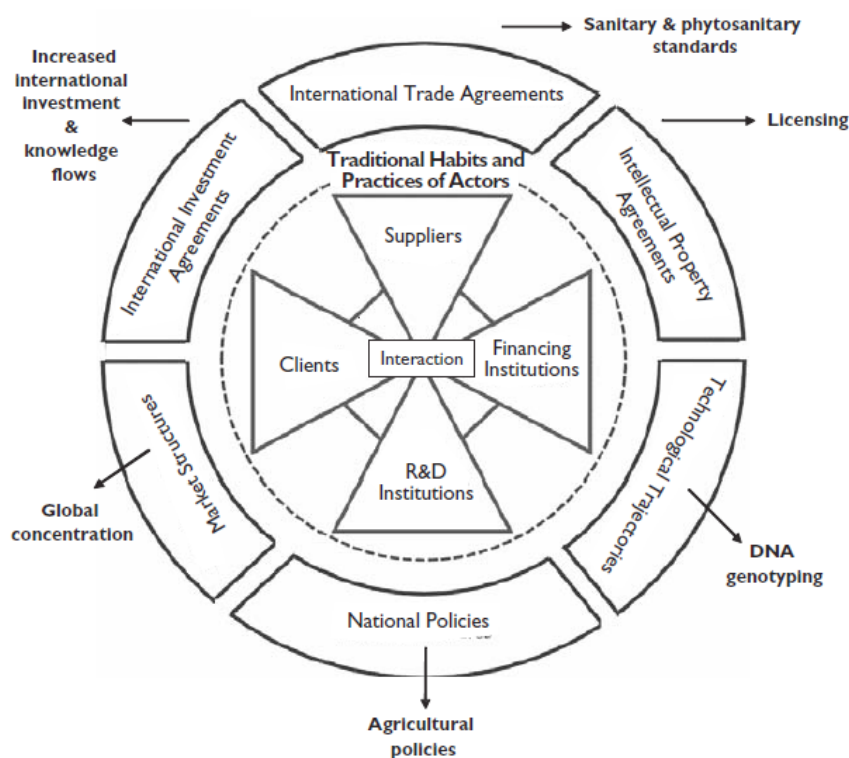 Sanitary & phytosanitary
standards
Increased
international
investment
&
knowledge
flows
International Trade Agreements
Licensing
Traditional Habits and
Practices of Actors
International Investment
Agreements
Intellectual Property
Agreements
Suppliers
Clients
Interaction
Financing
Institutions
R&D
Institutions
Market Structures
Technological Trajectories
Global
concentration
DNA
genotyping
National Policies
Agricultural
policies